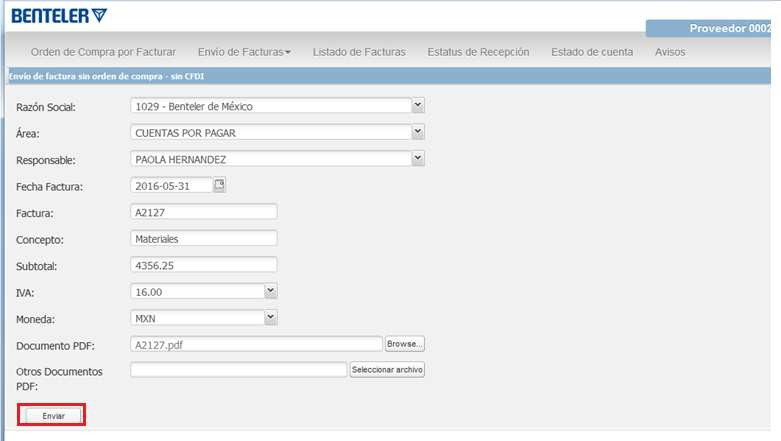 BENTELER
Proveedor 0002
Orden de Compra por Facturar Envío de Facturas Listado de Facturas Estatus de Recepción Estado de cuenta Avisos
Envío de factura sin orden de compra - sin CFDI
Razón Social: 1029 - Benteler de México
Área: CUENTAS POR PAGAR
Responsable: PAOLA HERNANDEZ
Fecha Factura: 2016-05-31
Factura: A2127
Concepto: Materiales
Subtotal: 4356.25
IVA: 16.00
Moneda: MXN
Documento PDF: A2127.pdf Browse...
Otros Documentos Seleccionar archivo
PDF:
Enviar